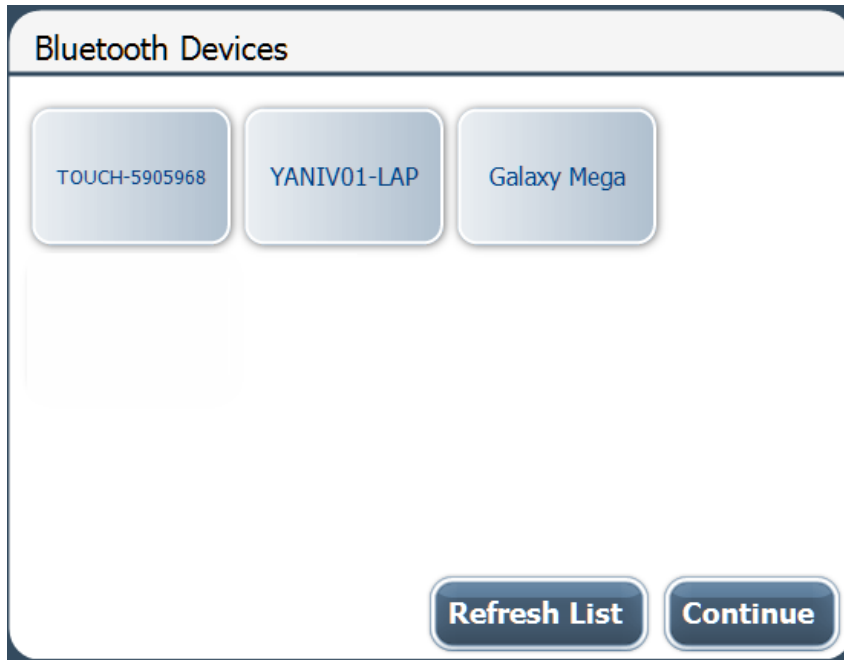 Bluetooth Devices
TOUCH-5905968
YANIV01-LAP
Galaxy Mega
Refresh List
Continue